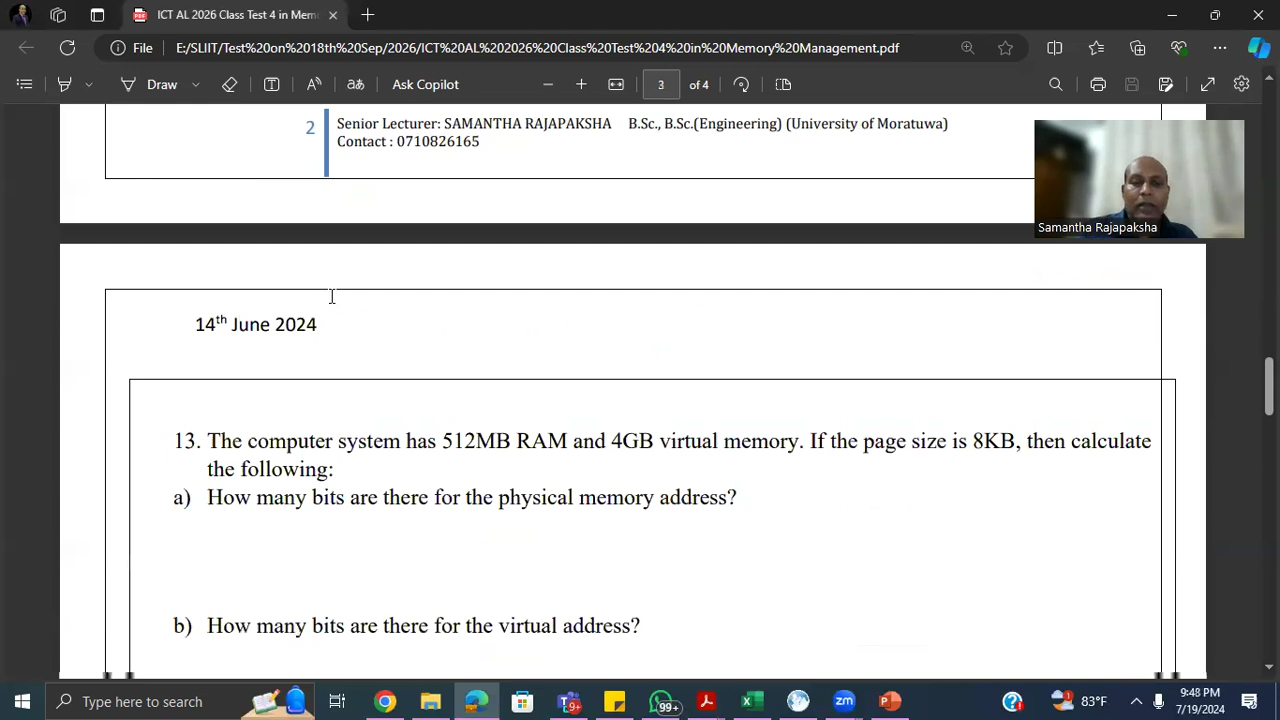 ICT AL 2026 Class Test 4 in Mem
File
E:/SLIIT/Test%20on%2018th%20Sep/2026/ICT%20AL%202026%20Class%20Test%204%20in%20Memory%20Management.pdf
Draw
Ask Copilot
3
of 4
2
Senior Lecturer: SAMANTHA RAJAPAKSHA B.Sc., B.Sc.(Engineering) (University of Moratuwa)
Contact : 0710826165
Samantha Rajapaksha
14th June 2024
13. The computer system has 512MB RAM and 4GB virtual memory. If the page size is 8KB, then calculate
the following:
a) How many bits are there for the physical memory address?
b) How many bits are there for the virtual address?
Type here to search
99+
zm
83°F
9:48 PM
7/19/2024